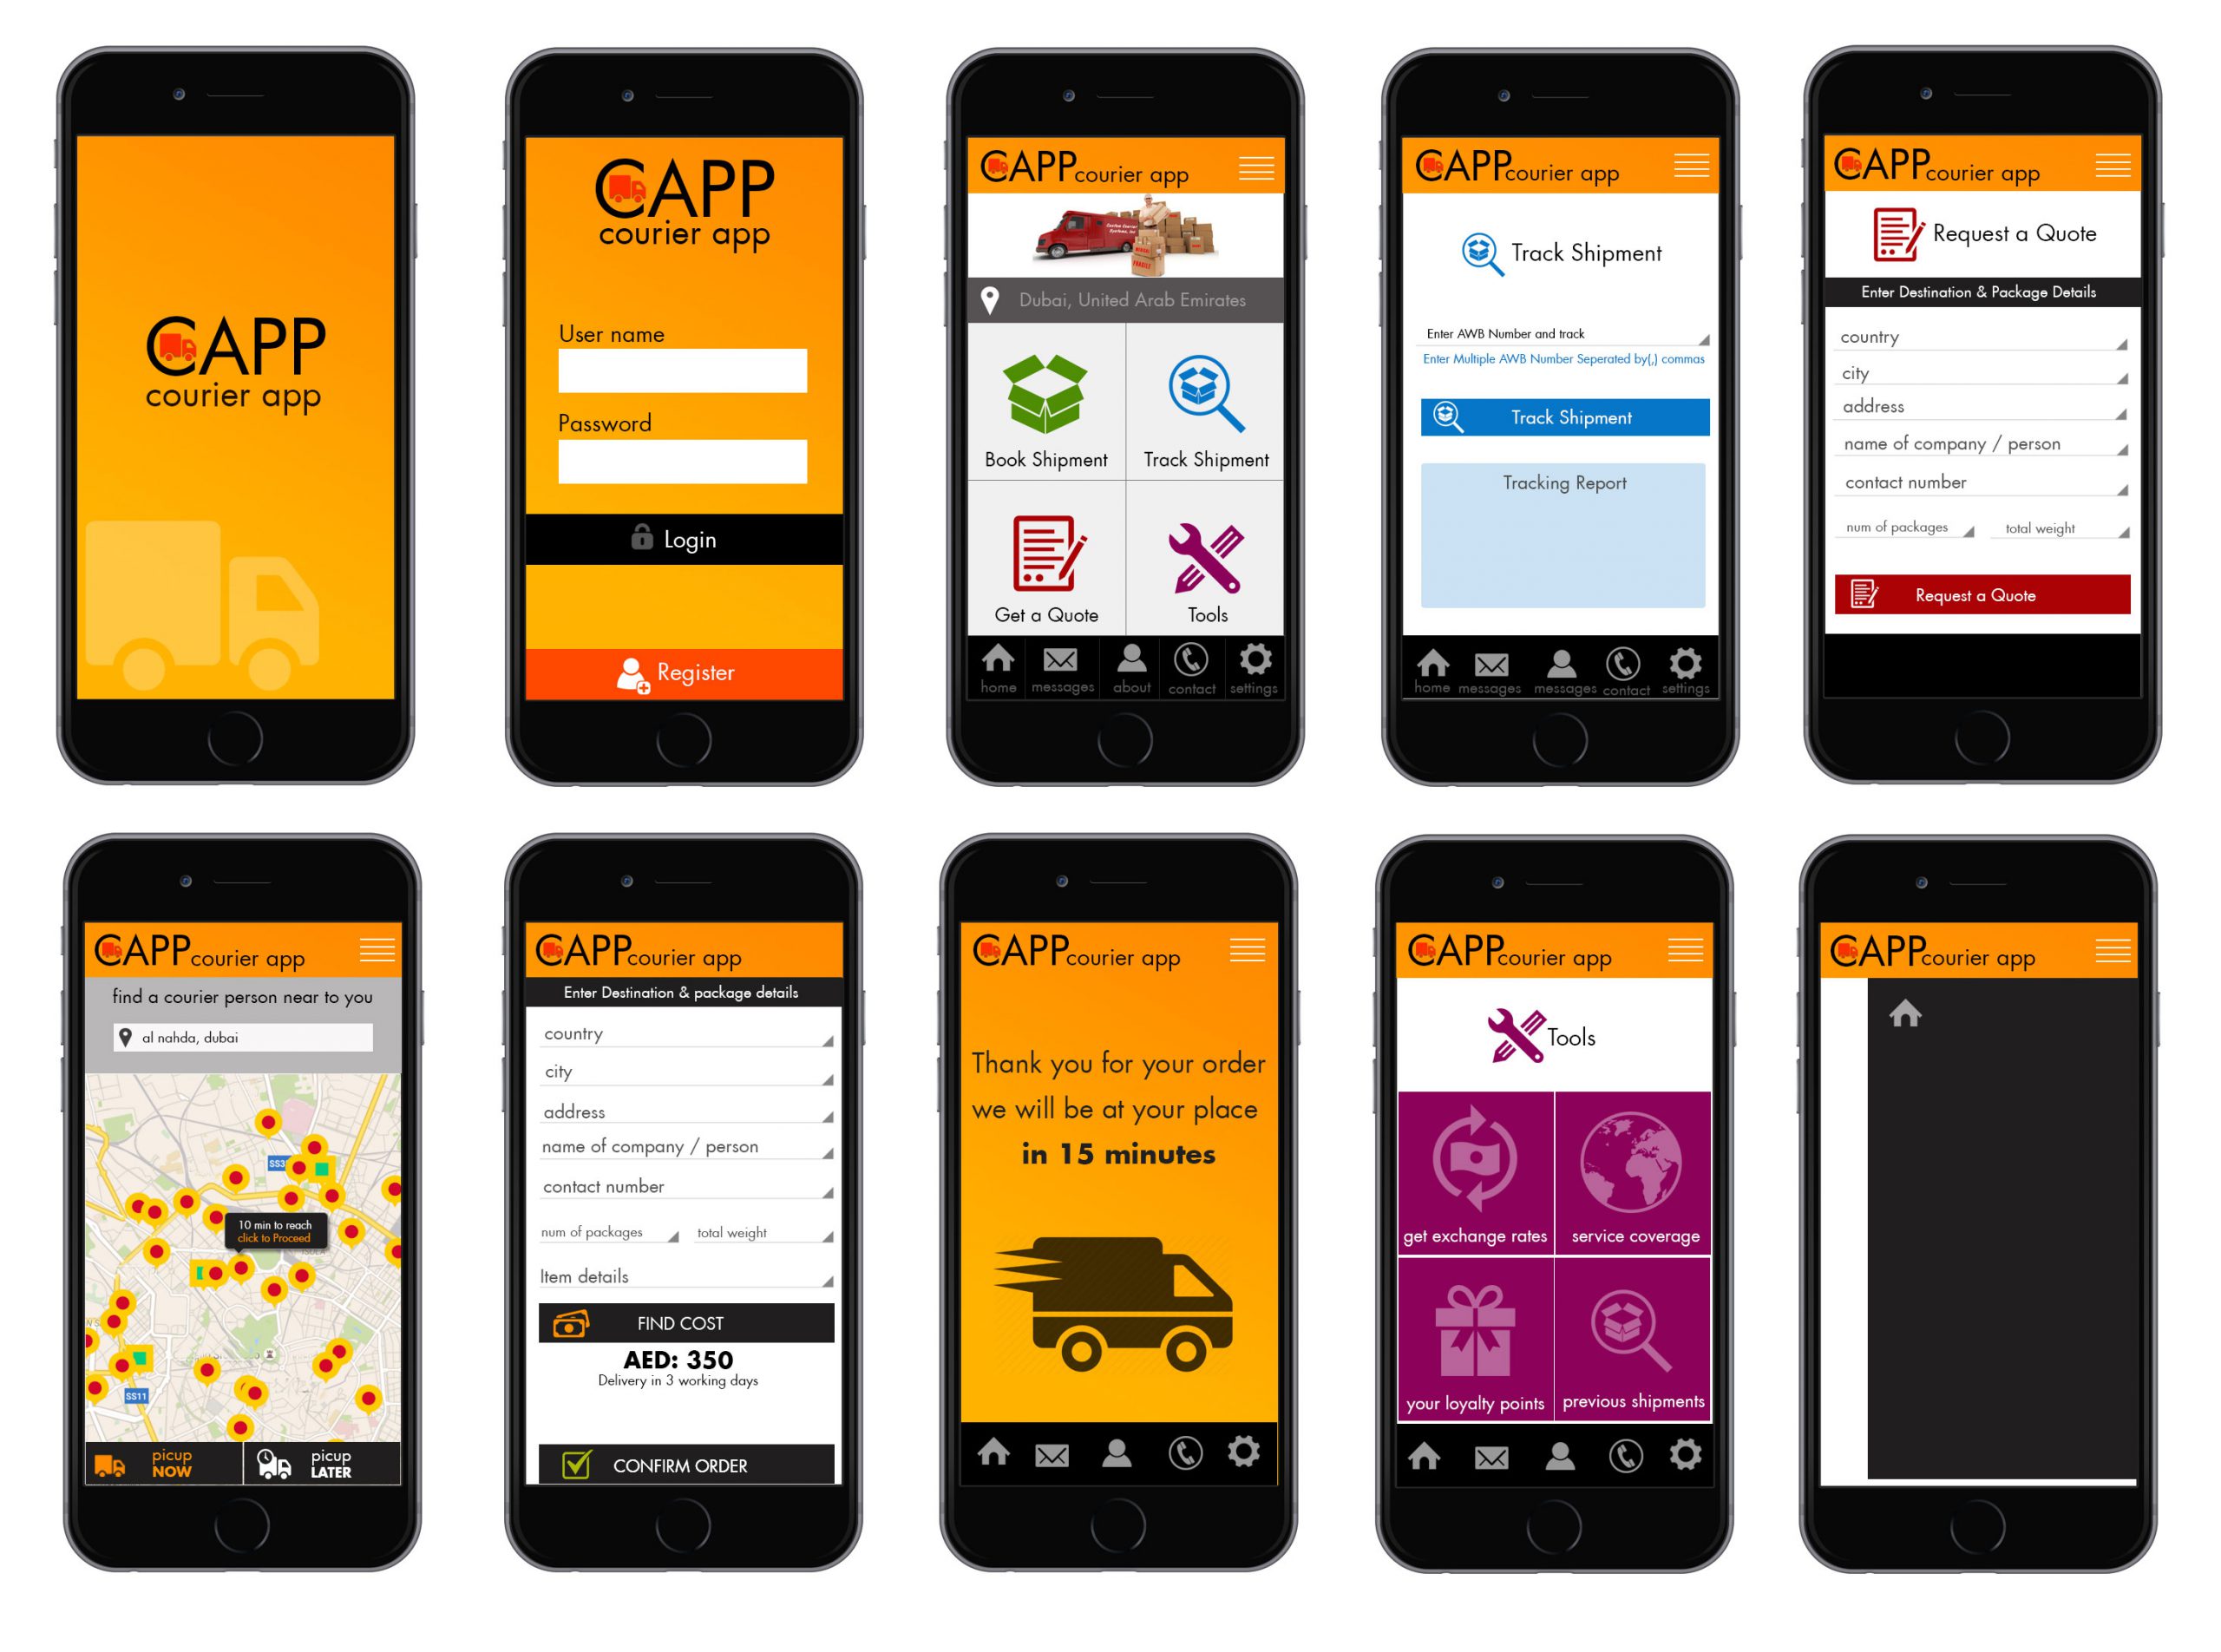 CAPP
courier app
CAPP
courier app
User name
Password
Login
Register
CAPP courier app
Dubai, United Arab Emirates
Book Shipment
Track Shipment
Get a Quote
Tools
home messages about contact settings
CAPP courier app
Track Shipment
Enter AWB Number and track
Enter Multiple AWB Number Seperated by(,) commas
Track Shipment
Tracking Report
home messages messages contact settings
CAPP courier app
Request a Quote
Enter Destination & Package Details
country
city
address
name of company / person
contact number
num of packages
total weight
Request a Quote
CAPP courier app
find a courier person near to you
al nahda, dubai
10 min to reach
click to Proceed
SS11
picup
NOW
picup
LATER
CAPP courier app
Enter Destination & package details
country
city
address
name of company / person
contact number
num of packages
total weight
Item details
FIND COST
AED: 350
Delivery in 3 working days
CONFIRM ORDER
CAPP courier app
Thank you for your order
we will be at your place
in 15 minutes
CAPP courier app
Tools
get exchange rates
service coverage
your loyalty points
previous shipments
CAPP courier app